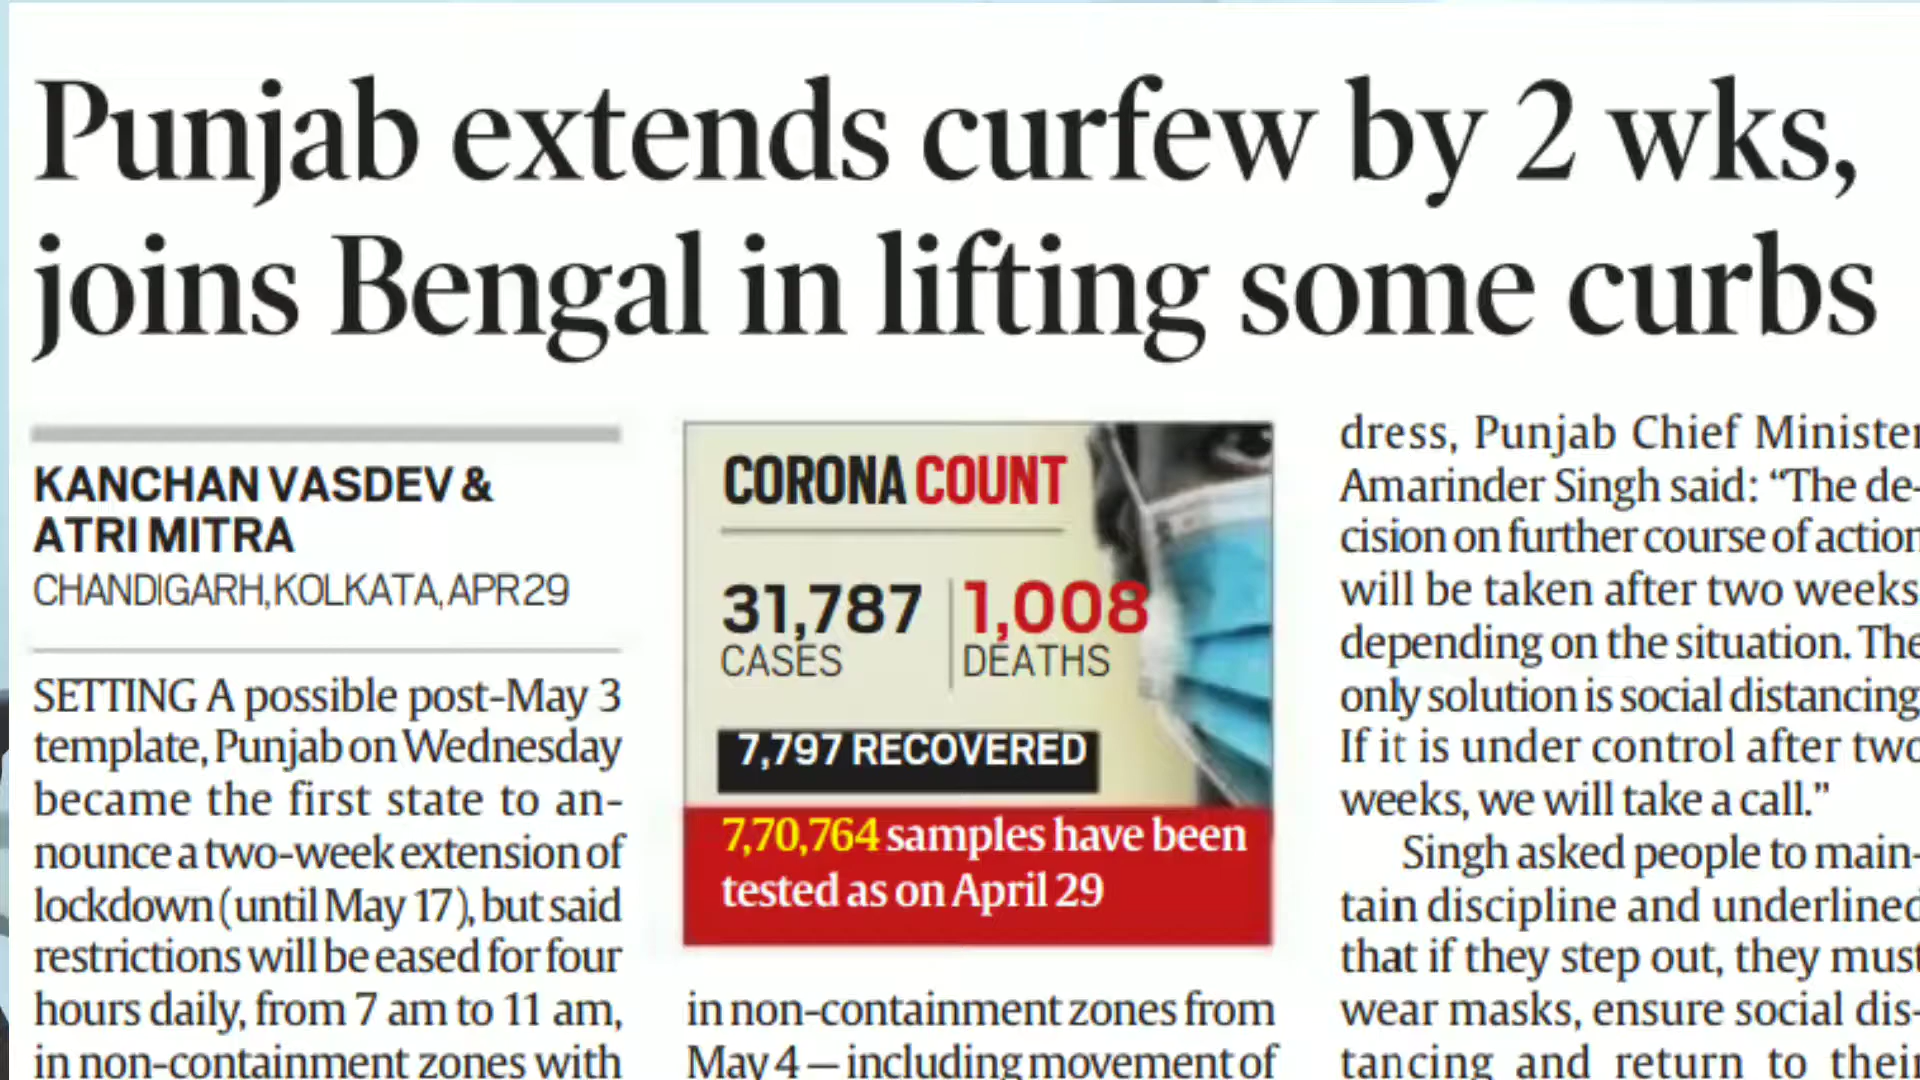 Punjab extends curfew by 2 wks,
joins Bengal in lifting some curbs
KANCHAN VASDEV &
ATRI MITRA
CHANDIGARH, KOLKATA, APR 29
SETTING A possible post-May 3
template, Punjab on Wednesday
became the first state to an-
nounce a two-week extension of
lockdown (until May 17), but said
restrictions will be eased for four
hours daily, from 7 am to 11 am,
in non-containment zones with
CORONA COUNT
31,787
CASES
1,008
DEATHS
7,797 RECOVERED
7,70,764 samples have been
tested as on April 29
in non-containment zones from
May 4 — including movement of
dress, Punjab Chief Minister
Amarinder Singh said: “The de-
cision on further course of action
will be taken after two weeks
depending on the situation. The
only solution is social distancing
If it is under control after two
weeks, we will take a call.”
Singh asked people to main-
tain discipline and underlined
that if they step out, they must
wear masks, ensure social dis-
tancing and return to their